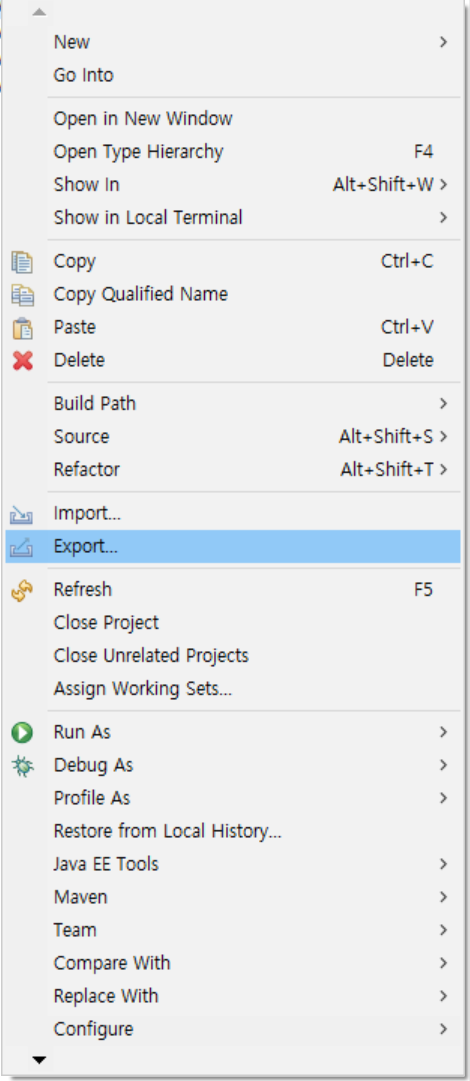 New
Go Into
Open in New Window
Open Type Hierarchy F4
Show In Alt+Shift+W >
Show in Local Terminal
Copy Ctrl+C
Copy Qualified Name
Paste Ctrl+V
Delete Delete
Build Path
Source Alt+Shift+S >
Refactor Alt+Shift+T >
Import...
Export...
Refresh F5
Close Project
Close Unrelated Projects
Assign Working Sets...
Run As
Debug As
Profile As
Restore from Local History...
Java EE Tools
Maven
Team
Compare With
Replace With
Configure